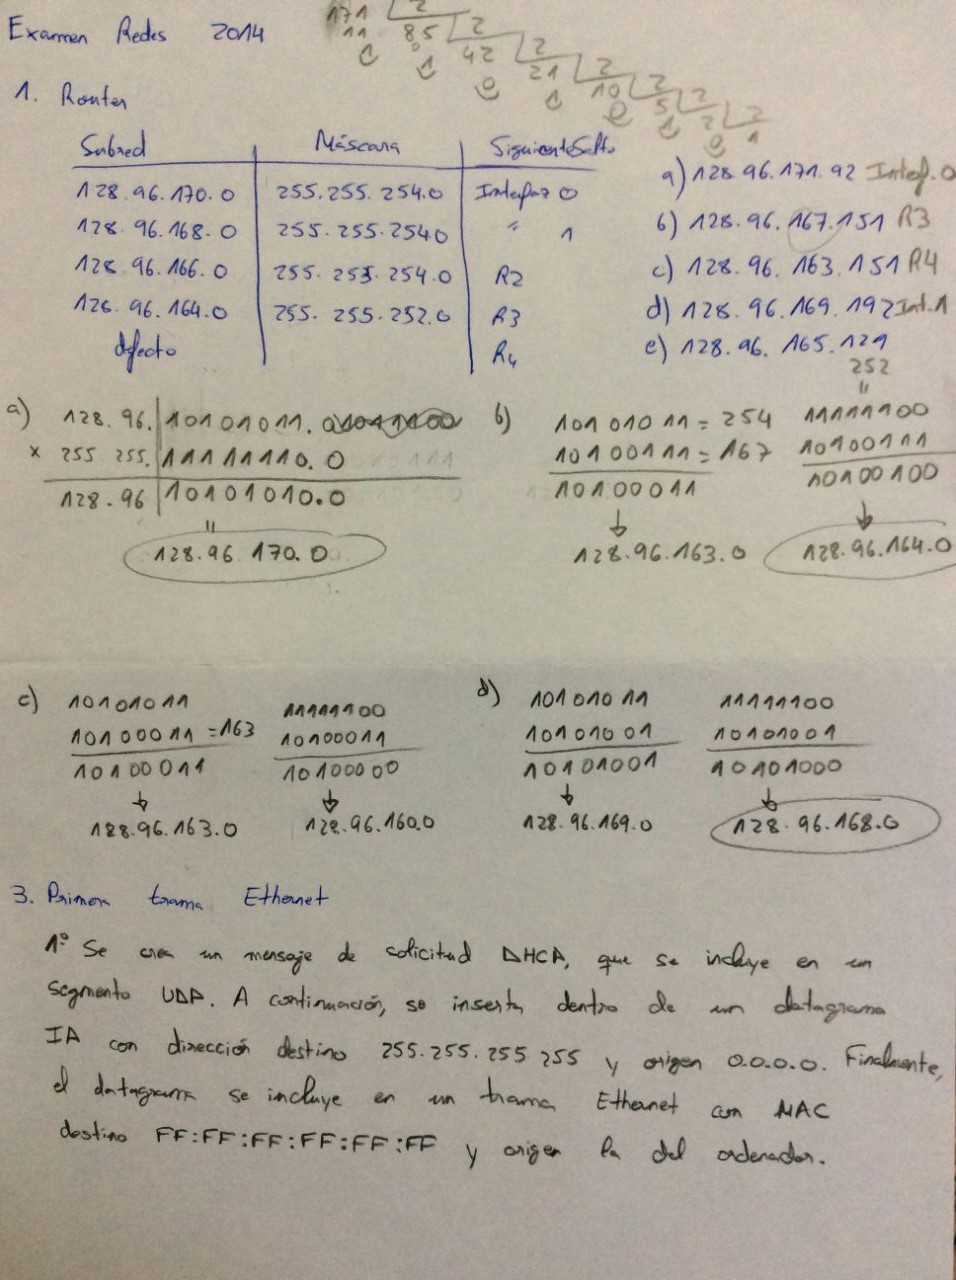 Examen Redes 2014
171 2
11 85 2
1 0 42 2
1 0 21 2
1 10 2
0 5 2
1 2 2
0 1
1. Router
Subred Máscara SiguienteSalto
128.96.170.0 255.255.254.0 Interfaz 0
128.96.168.0 255.255.2540 " 1
128.96.166.0 255.255.254.0 R2
128.96.164.0 255.255.252.0 R3
defecto R4
a) 128.96.171.92 Interf.0
b) 128.96.167.151 R3
c) 128.96.163.151 R4
d) 128.96.169.192 Int.1
e) 128.96.165.129
a) 128.96. 10101011.0
x 255 255. 11111110.0
128.96 10101010.0
=
128.96 170.0
b) 101 010 11 = 254
10100111 = 167
10100011
↓
128.96.163.0
252
=
11111100
10100111
10100100
↓
128.96.164.0
c) 10101011
10100011 = 163
10100011
↓
128.96.163.0
11111100
10100011
10100000
↓
128.96.160.0
d) 10101011
10101001
10101001
↓
128.96.169.0
11111100
10101001
10101000
↓
128.96.168.0
3. Primera trama Ethernet
1º Se crea un mensaje de solicitud DHCP, que se incluye en un
segmento UDP. A continuación, se inserta dentro de un datagrama
IP con dirección destino 255.255.255 255 y origen 0.0.0.0. Finalmente,
el datagrama se incluye en un trama Ethernet con MAC
destino FF:FF:FF:FF:FF:FF y origen la del ordenador.